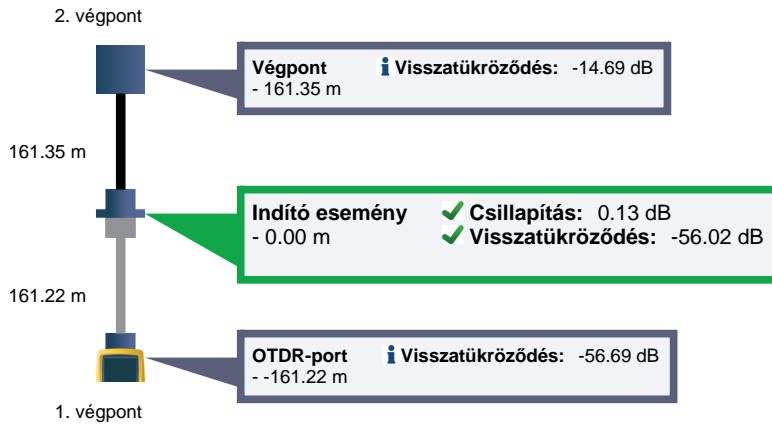 2. végpont
Végpont i Visszatükröződés: -14.69 dB
- 161.35 m
161.35 m
Indító esemény Csillapítás: 0.13 dB
- 0.00 m Visszatükröződés: -56.02 dB
161.22 m
OTDR-port i Visszatükröződés: -56.69 dB
- -161.22 m
1. végpont